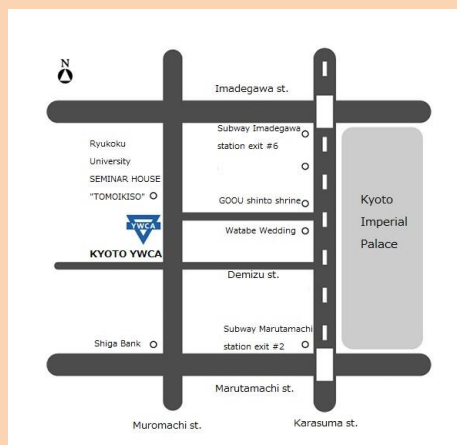 N
Imadegawa st.
Subway Imadegawa
station exit #6
Ryukoku
University
SEMINAR HOUSE
"TOMOIKISO"
GOOU shinto shrine
Kyoto
Imperial
Palace
YWCA
KYOTO YWCA
Watabe Wedding
Demizu st.
Subway Marutamachi
station exit #2
Shiga Bank
Marutamachi st.
Muromachi st.
Karasuma st.